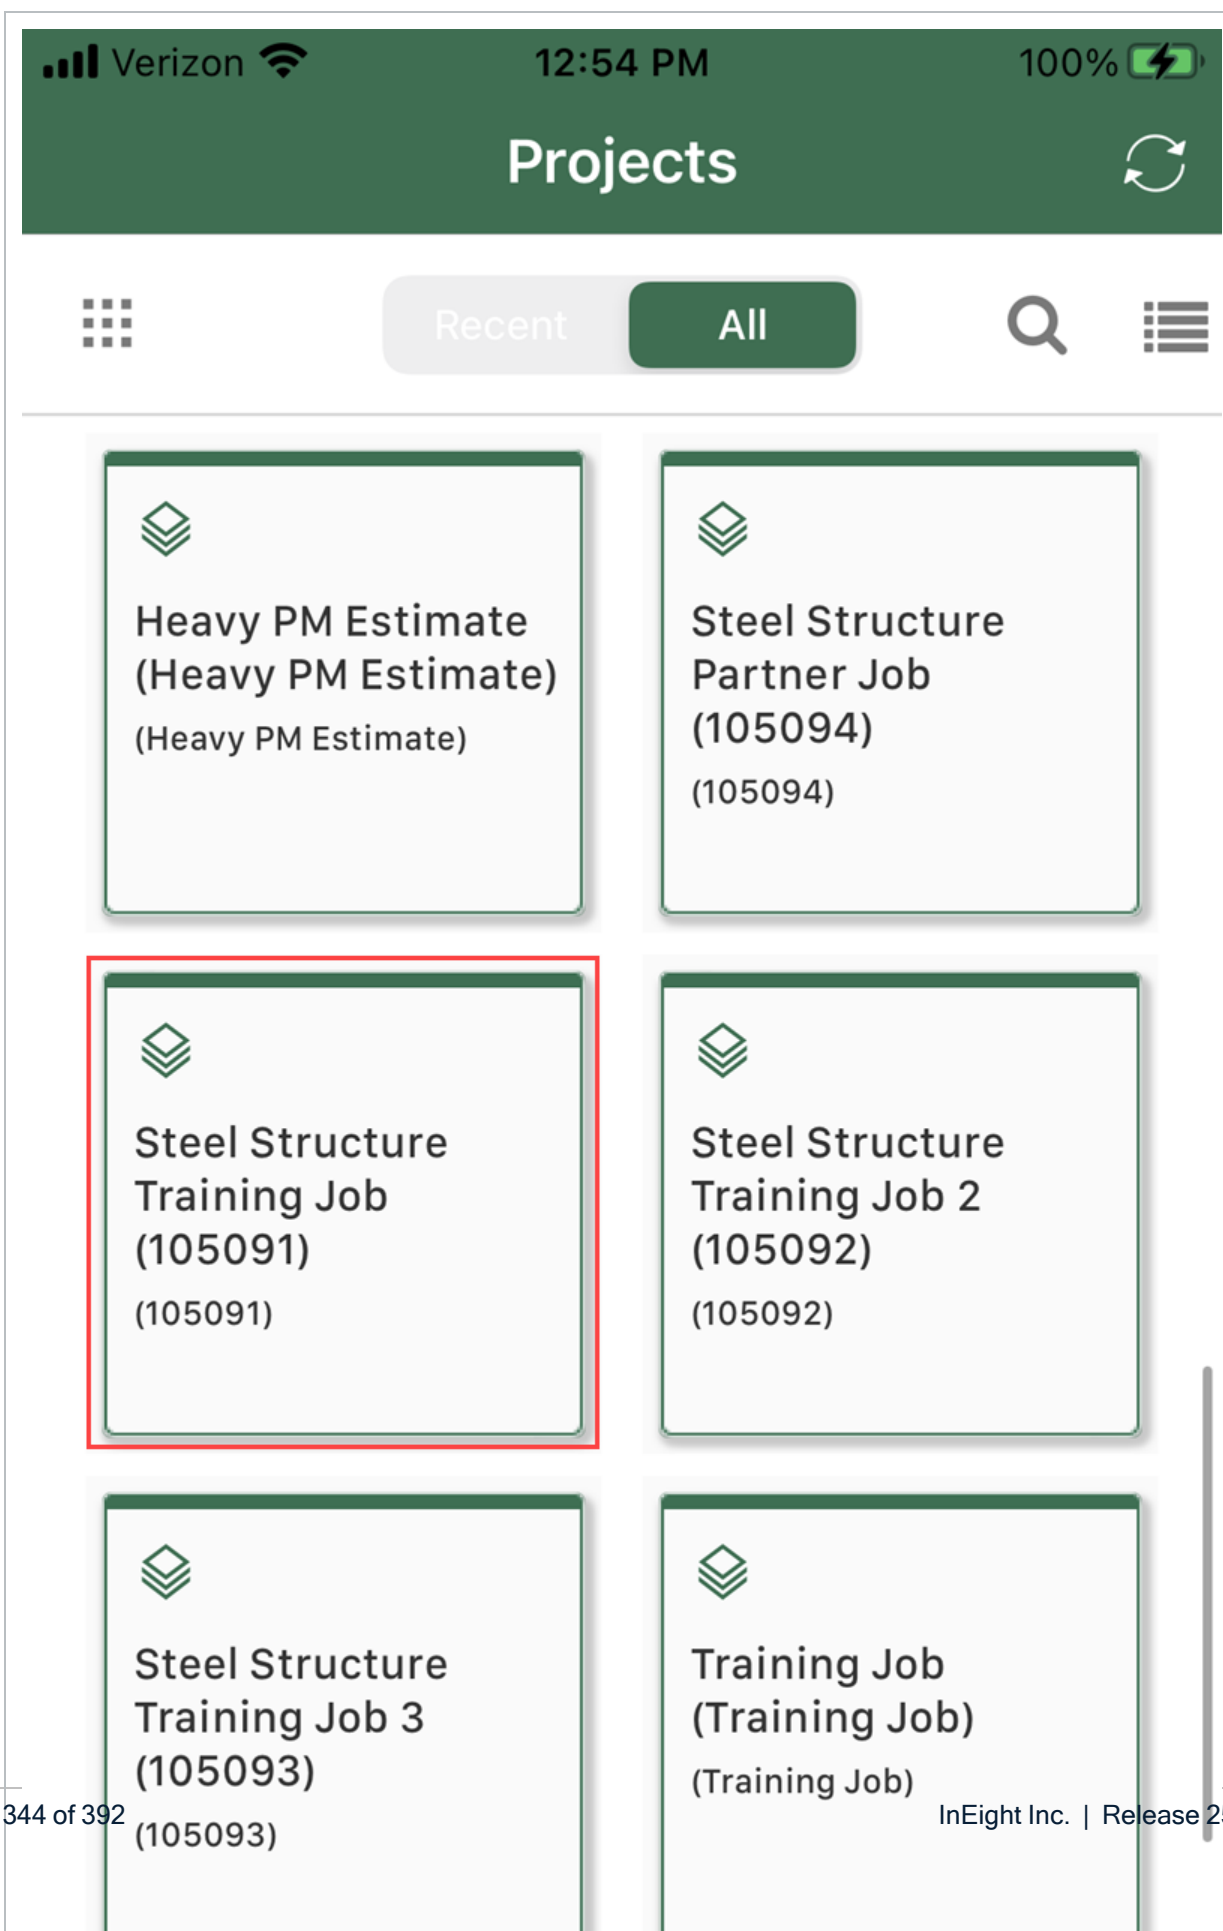 Verizon
12:54 PM
100%
Projects
Recent
All
Heavy PM Estimate
(Heavy PM Estimate)
(Heavy PM Estimate)
Steel Structure
Partner Job
(105094)
(105094)
Steel Structure
Training Job
(105091)
(105091)
Steel Structure
Training Job 2
(105092)
(105092)
Steel Structure
Training Job 3
(105093)
(105093)
Training Job
(Training Job)
(Training Job)
344 of 392
InEight Inc. | Release